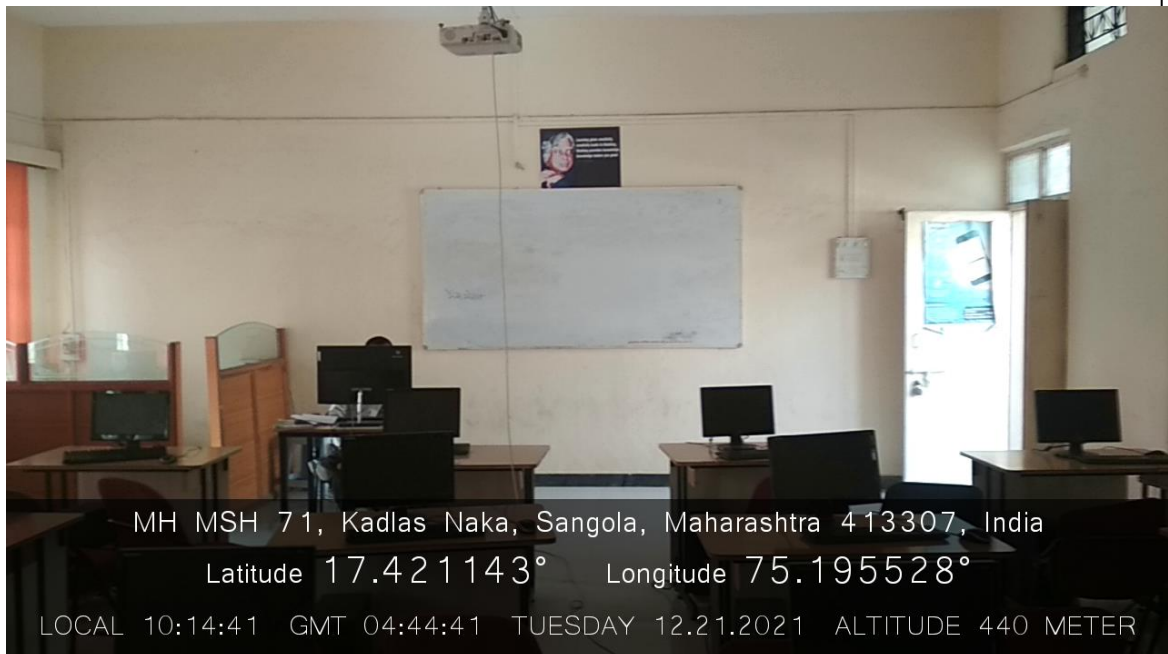 MH MSH 71, Kadlas Naka, Sangola, Maharashtra 413307, India
Latitude 17.421143° Longitude 75.195528°
LOCAL 10:14:41 GMT 04:44:41 TUESDAY 12.21.2021 ALTITUDE 440 METER